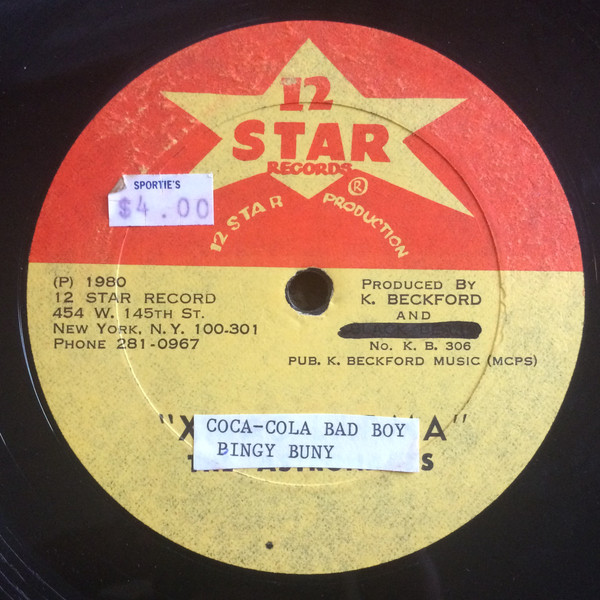 12
STAR
RECORDS
®
12 STAR PRODUCTION
SPORTIE'S
$4.00
(P) 1980
12 STAR RECORD
454 W. 145TH ST.
NEW YORK, N.Y. 100-301
PHONE 281-0967
PRODUCED BY
K. BECKFORD
AND
NO. K. B. 306
PUB. K. BECKFORD MUSIC (MCPS)
COCA-COLA BAD BOY
BINGY BUNY